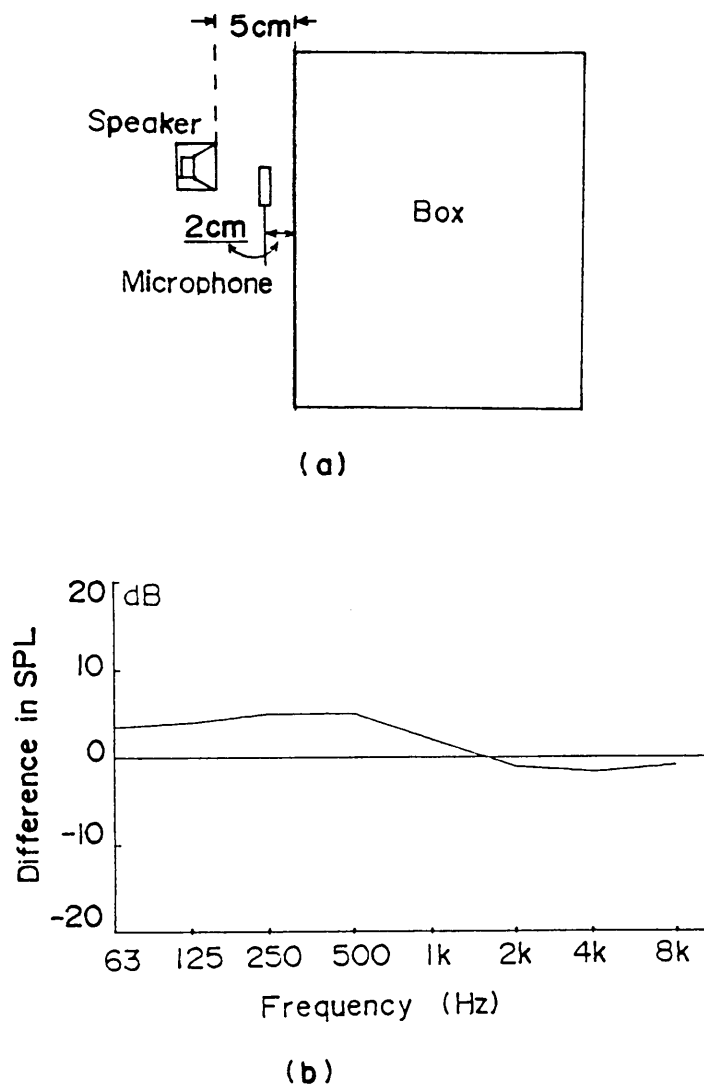 5cm
Speaker
Box
2cm
Microphone
(a)
20 dB
10
0
-10
-20
Difference in SPL
63 125 250 500 1k 2k 4k 8k
Frequency (Hz)
(b)